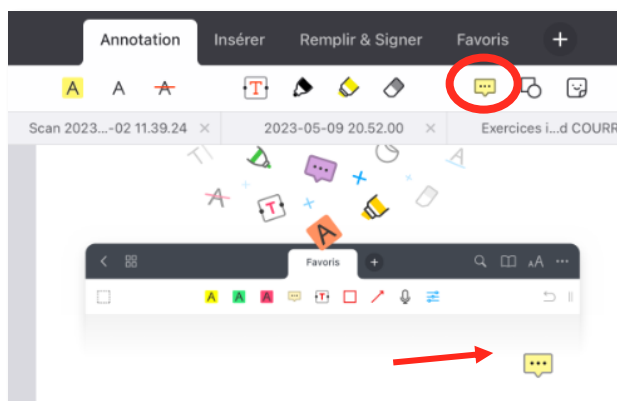 Annotation Insérer Remplir & Signer Favoris +
A A A T
Scan 2023...-02 11.39.24 × 2023-05-09 20.52.00 × Exercices i...d COURR
T A
A T A
Favoris + AA ...
A A A T